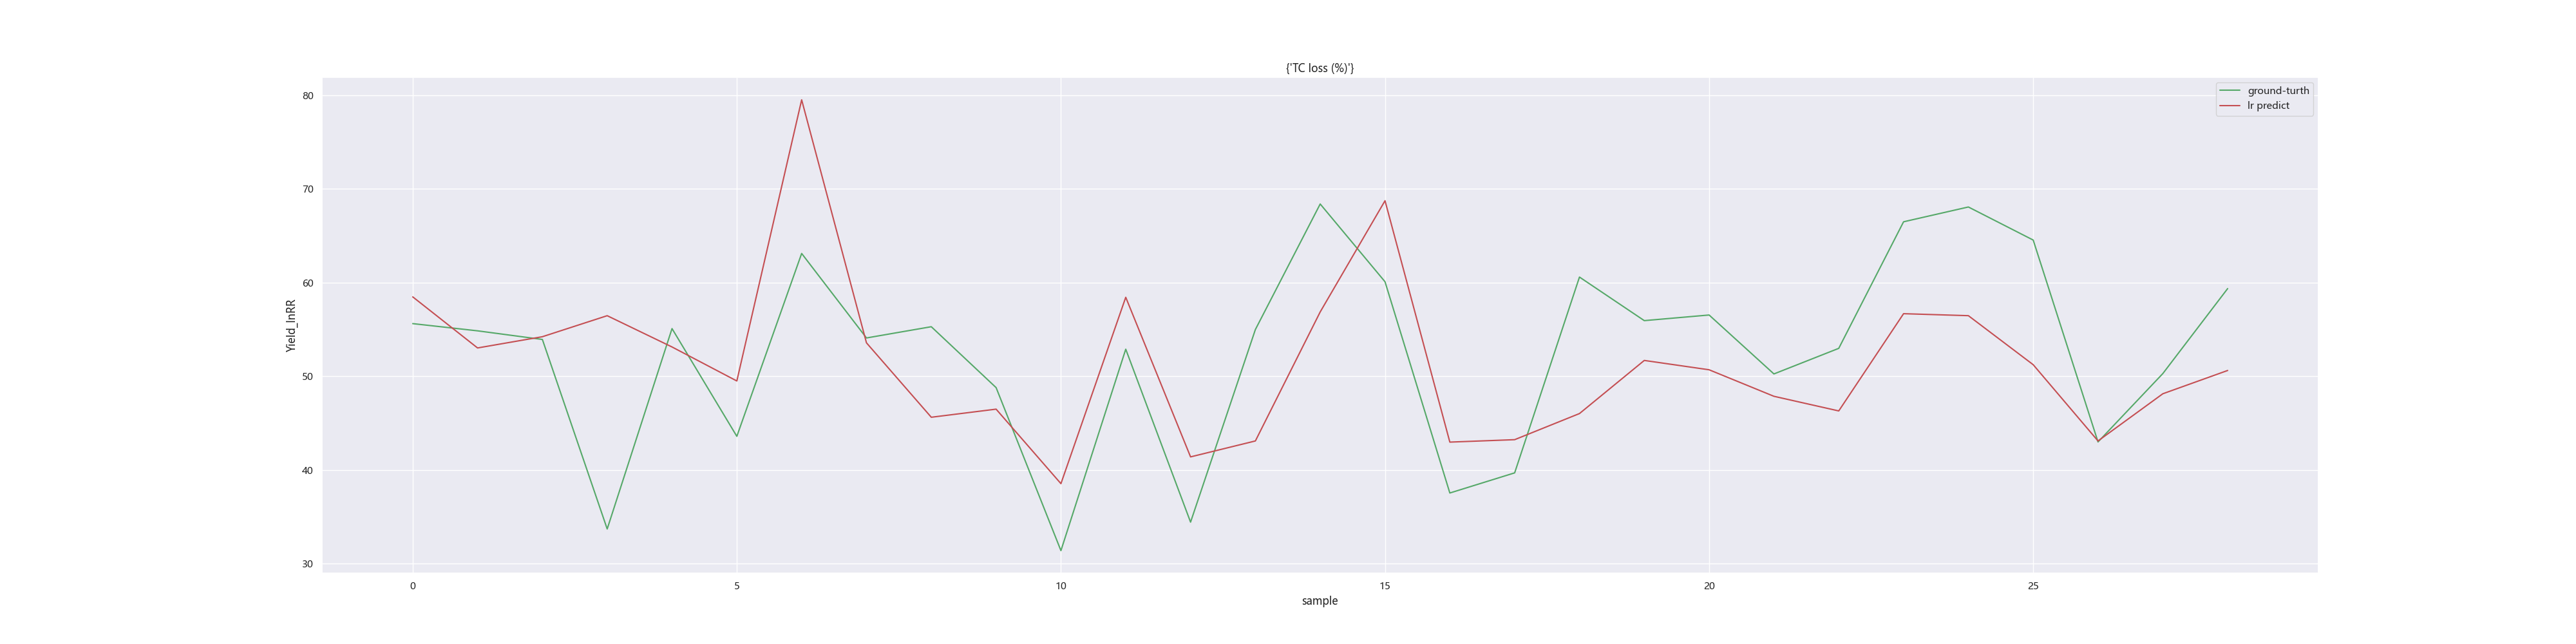 {'TC loss (%)'}
ground-turth
lr predict
80
70
60
50
40
30
Yield_lnRR
0 5 10 15 20 25
sample